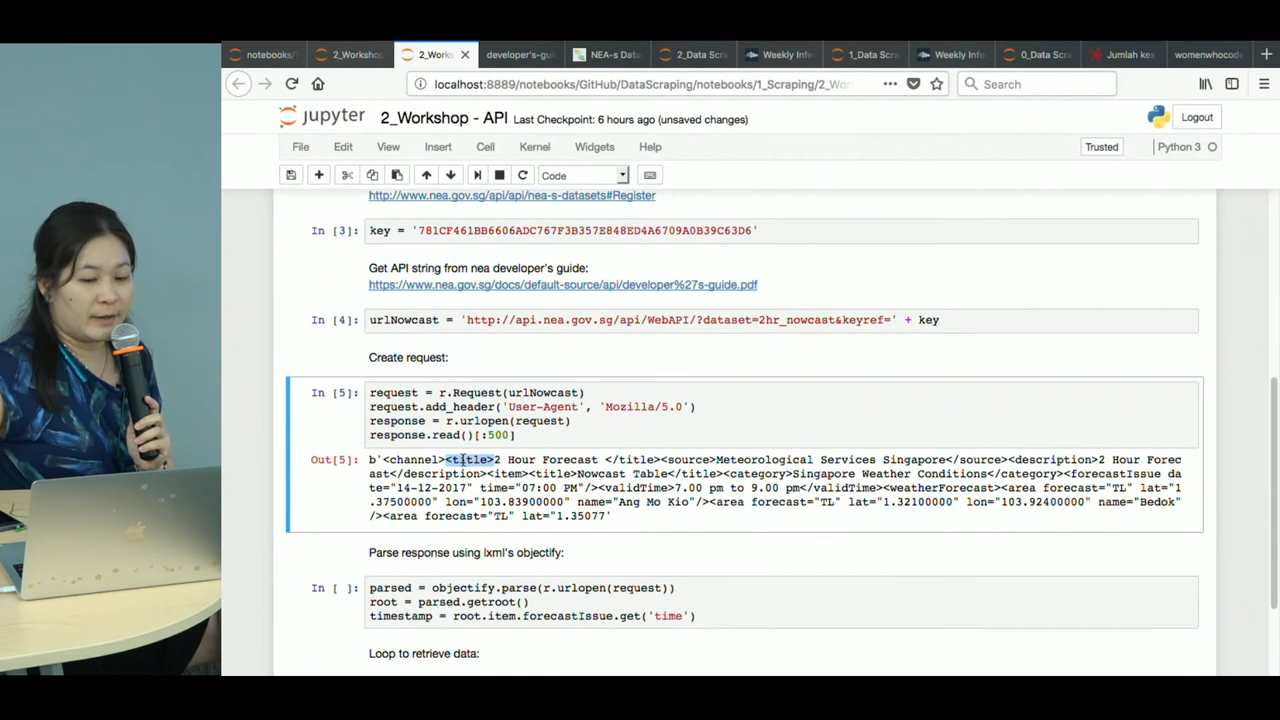 notebooks/
2_Workshop
2_Works
developer's-gui
NEA-s Data
2_Data Scra
Weekly Infe
1_Data Scra
Weekly Infe
0_Data Scra
Jumlah kes
womenwhocode
localhost:8889/notebooks/GitHub/DataScraping/notebooks/1_Scraping/2_Wor
Search
jupyter 2_Workshop - API Last Checkpoint: 6 hours ago (unsaved changes)
Logout
File Edit View Insert Cell Kernel Widgets Help
Trusted
Python 3
Code
http://www.nea.gov.sg/api/api/nea-s-datasets#Register
In [3]: key = '781CF461BB6606ADC767F3B357E848ED4A6709A0B39C63D6'
Get API string from nea developer's guide:
https://www.nea.gov.sg/docs/default-source/api/developer%27s-guide.pdf
In [4]: urlNowcast = 'http://api.nea.gov.sg/api/WebAPI/?dataset=2hr_nowcast&keyref=' + key
Create request:
In [5]: request = r.Request(urlNowcast)
request.add_header('User-Agent', 'Mozilla/5.0')
response = r.urlopen(request)
response.read()[:500]
Out[5]: b'<channel><title>2 Hour Forecast </title><source>Meteorological Services Singapore</source><description>2 Hour Forec
ast</description><item><title>Nowcast Table</title><category>Singapore Weather Conditions</category><forecastIssue da
te="14-12-2017" time="07:00 PM"/><validTime>7.00 pm to 9.00 pm</validTime><weatherForecast><area forecast="TL" lat="1
.37500000" lon="103.83900000" name="Ang Mo Kio"/><area forecast="TL" lat="1.32100000" lon="103.92400000" name="Bedok"
/><area forecast="TL" lat="1.35077'
Parse response using lxml's objectify:
In [ ]: parsed = objectify.parse(r.urlopen(request))
root = parsed.getroot()
timestamp = root.item.forecastIssue.get('time')
Loop to retrieve data: